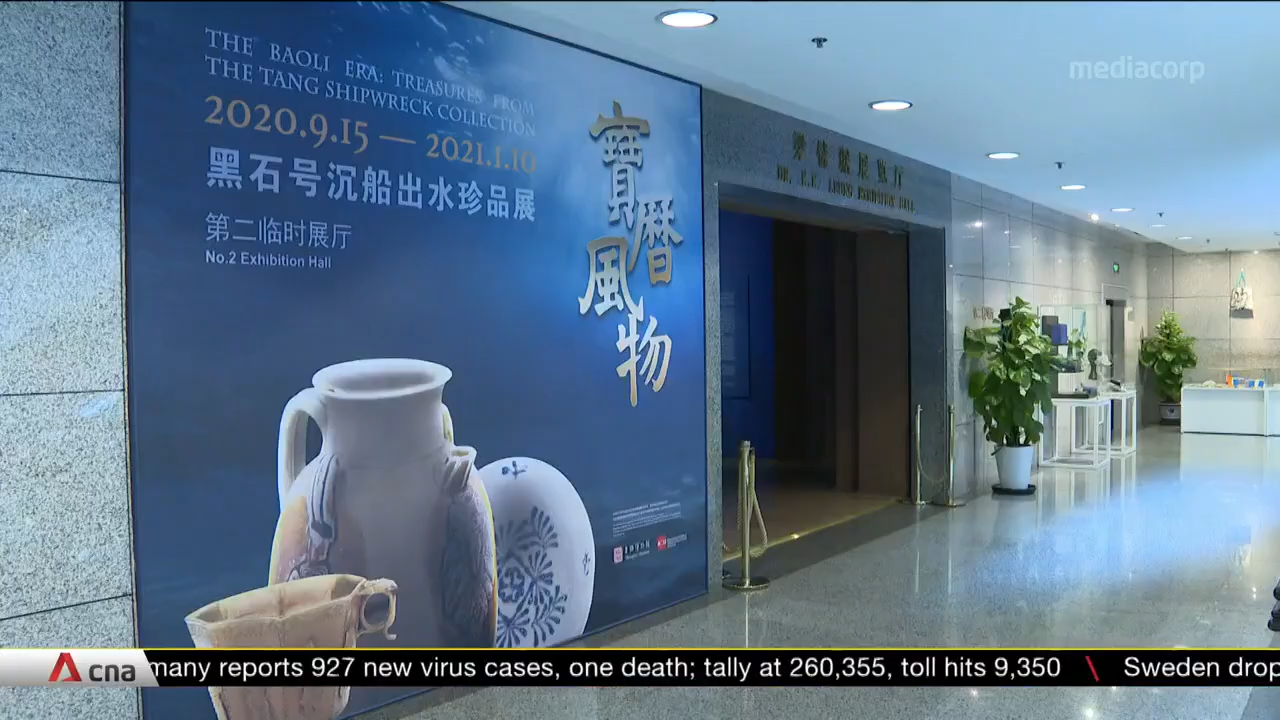 THE BAOLI ERA: TREASURES FROM
THE TANG SHIPWRECK COLLECTION
2020.9.15 — 2021.1.10
黑石号沉船出水珍品展
第二临时展厅
No.2 Exhibition Hall
寶曆風物
mediacorp
EXHIBITION HALL
cna
many reports 927 new virus cases, one death; tally at 260,355, toll hits 9,350 \ Sweden drop